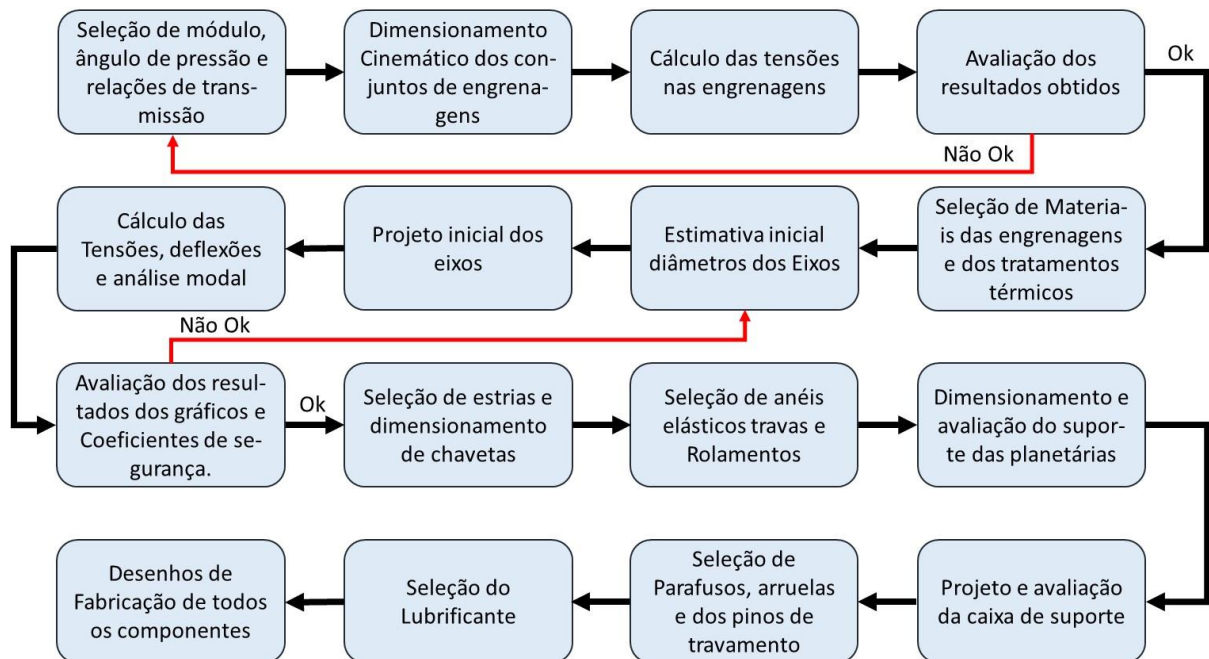 Seleção de módulo,
ângulo de pressão e
relações de trans-
missão
Dimensionamento
Cinemático dos con-
juntos de engrena-
gens
Cálculo das tensões
nas engrenagens
Avaliação dos
resultados obtidos
Ok
Não Ok
Seleção de Materia-
is das engrenagens
e dos tratamentos
térmicos
Estimativa inicial
diâmetros dos Eixos
Projeto inicial dos
eixos
Cálculo das
Tensões, deflexões
e análise modal
Não Ok
Avaliação dos resul-
tados dos gráficos e
Coeficientes de se-
gurança.
Ok
Seleção de estrias e
dimensionamento
de chavetas
Seleção de anéis
elásticos travas e
Rolamentos
Dimensionamento e
avaliação do supor-
te das planetárias
Projeto e avaliação
da caixa de suporte
Seleção de
Parafusos, arruelas
e dos pinos de
travamento
Seleção do
Lubrificante
Desenhos de
Fabricação de todos
os componentes